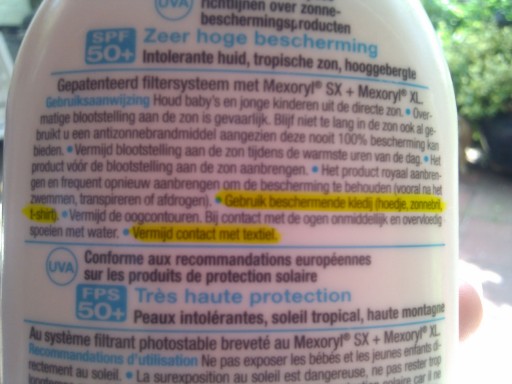 UVA richtlijnen over zonne-
beschermingsproducten
SPF 50+ Zeer hoge bescherming
Intolerante huid, tropische zon, hooggebergte
Gepatenteerd filtersysteem met Mexoryl® SX + Mexoryl® XL.
Gebruiksaanwijzing Houd baby's en jonge kinderen uit de directe zon. • Over-
matige blootstelling aan de zon is gevaarlijk. Blijf niet te lang in de zon ook al ge-
bruikt u een antizonnebrandmiddel aangezien deze nooit 100% bescherming kan
bieden. • Vermijd blootstelling aan de zon tijdens de warmste uren van de dag. • Het
product vóór de blootstelling aan de zon aanbrengen. • Het product royaal aanbren-
gen en frequent opnieuw aanbrengen om de bescherming te behouden (vooral na het
zwemmen, transpireren of afdrogen). • Gebruik beschermende kledij (hoedje, zonnebril,
t-shirt). • Vermijd de oogcontouren. Bij contact met de ogen onmiddellijk en overvloedig
spoelen met water. • Vermijd contact met textiel.
UVA Conforme aux recommandations européennes
sur les produits de protection solaire
FPS 50+ Très haute protection
Peaux intolérantes, soleil tropical, haute montagne
Au système filtrant photostable breveté au Mexoryl® SX + Mexoryl® XL.
Recommandations d'utilisation Ne pas exposer les bébés et les jeunes enfants di-
rectement au soleil. • La surexposition au soleil est dangereuse, ne pas rester trop